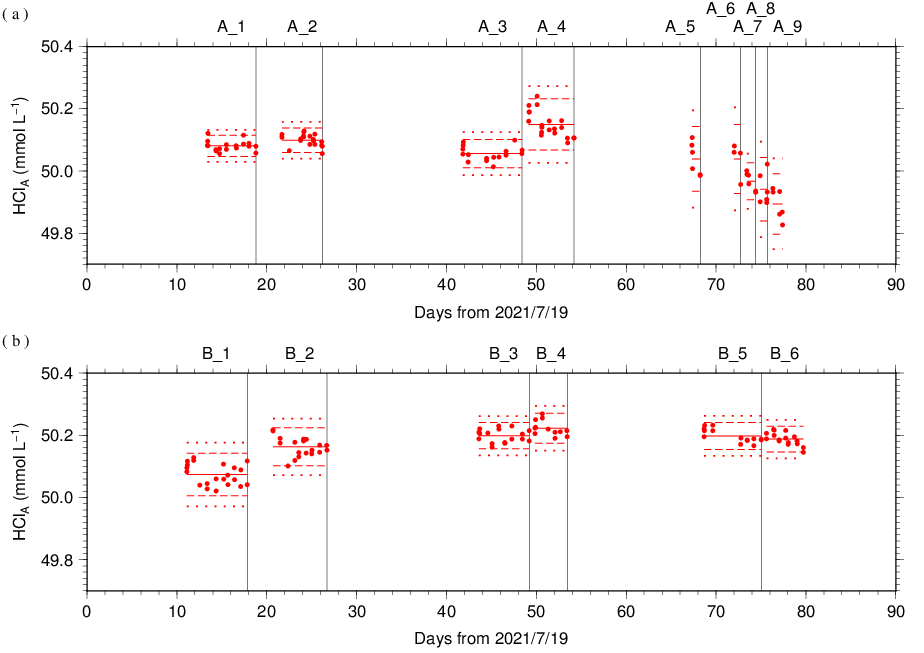 ( a )
A_6 A_8
A_1 A_2 A_3 A_4 A_5 A_7 A_9
50.4
50.2
50.0
49.8
HCl_A (mmol L⁻¹)
0 10 20 30 40 50 60 70 80 90
Days from 2021/7/19
( b )
B_1 B_2 B_3 B_4 B_5 B_6
50.4
50.2
50.0
49.8
HCl_A (mmol L⁻¹)
0 10 20 30 40 50 60 70 80 90
Days from 2021/7/19